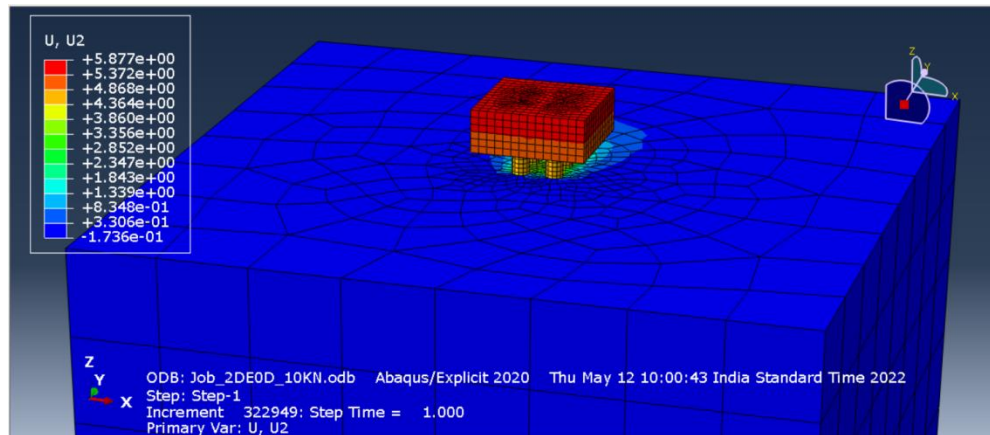 U, U2
+5.877e+00
+5.372e+00
+4.868e+00
+4.364e+00
+3.860e+00
+3.356e+00
+2.852e+00
+2.347e+00
+1.843e+00
+1.339e+00
+8.348e-01
+3.306e-01
-1.736e-01
Z
Y
X
Z
Y
X
ODB: Job_2DE0D_10KN.odb Abaqus/Explicit 2020 Thu May 12 10:00:43 India Standard Time 2022
Step: Step-1
Increment 322949: Step Time = 1.000
Primary Var: U, U2